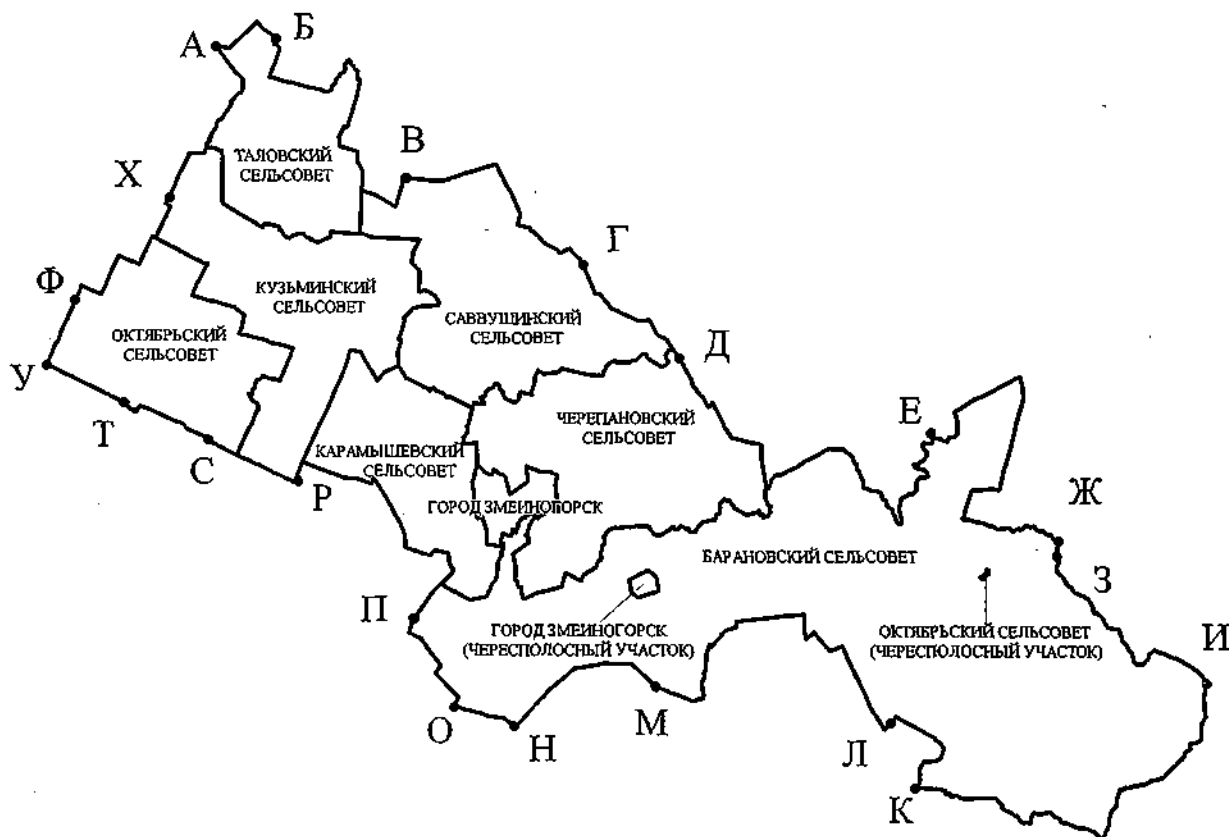 А
Б
В
ТАЛОВСКИЙ
СЕЛЬСОВЕТ
Х
Г
Ф
КУЗЬМИНСКИЙ
СЕЛЬСОВЕТ
ОКТЯБРЬСКИЙ
СЕЛЬСОВЕТ
САВВУШИНСКИЙ
СЕЛЬСОВЕТ
У
Д
Т
С
Р
ЧЕРЕПАНОВСКИЙ
СЕЛЬСОВЕТ
Е
КАРАМЫШЕВСКИЙ
СЕЛЬСОВЕТ
ГОРОД ЗМЕИНОГОРСК
Ж
БАРАНОВСКИЙ СЕЛЬСОВЕТ
З
П
ГОРОД ЗМЕИНОГОРСК
(ЧЕРЕСПОЛОСНЫЙ УЧАСТОК)
ОКТЯБРЬСКИЙ СЕЛЬСОВЕТ
(ЧЕРЕСПОЛОСНЫЙ УЧАСТОК)
И
О
Н
М
Л
К